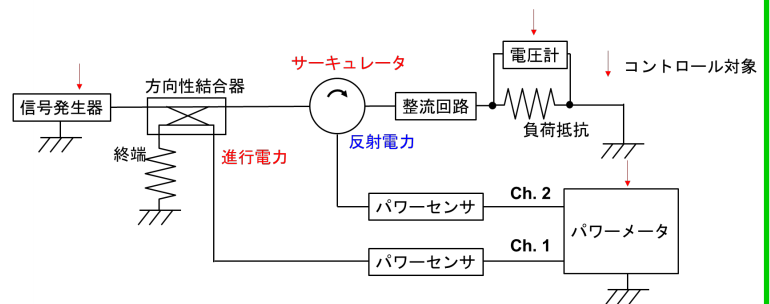 電圧計
サーキュレータ
コントロール対象
方向性結合器
信号発生器
整流回路
負荷抵抗
反射電力
終端
進行電力
Ch. 2
パワーセンサ
パワーメータ
Ch. 1
パワーセンサ